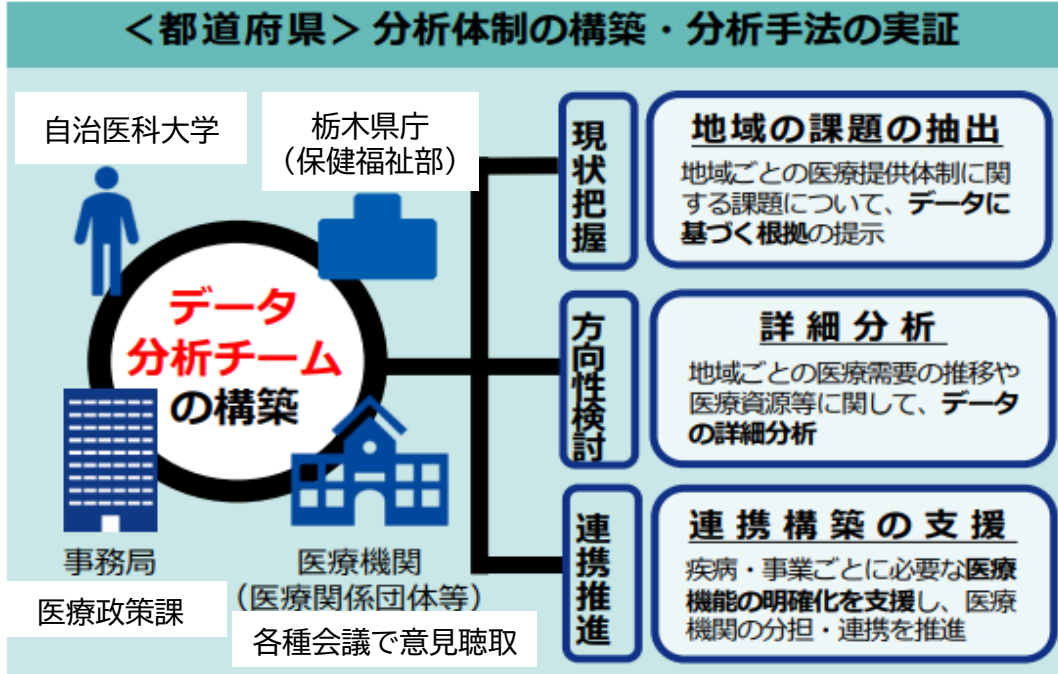 ＜都道府県＞分析体制の構築・分析手法の実証
自治医科大学
栃木県庁
（保健福祉部）
データ
分析チーム
の構築
事務局
医療政策課
医療機関
（医療関係団体等）
各種会議で意見聴取
現状把握
地域の課題の抽出
地域ごとの医療提供体制に関
する課題について、データに
基づく根拠の提示
方向性検討
詳細分析
地域ごとの医療需要の推移や
医療資源等に関して、データ
の詳細分析
連携推進
連携構築の支援
疾病・事業ごとに必要な医療
機能の明確化を支援し、医療
機関の分担・連携を推進